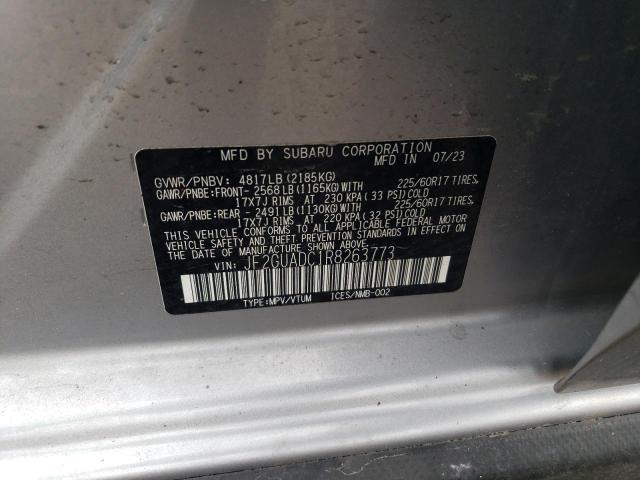 MFD BY SUBARU CORPORATION
MFD IN 07/23
GVWR/PNBV: 4817LB (2185KG)
GAWR/PNBE:FRONT- 2568LB(1165KG)WITH 225/60R17 TIRES,
17X7J RIMS AT 230 KPA( 33 PSI)COLD
GAWR/PNBE:REAR - 2491LB(1130KG)WITH 225/60R17 TIRES,
17X7J RIMS AT 220 KPA( 32 PSI)COLD
THIS VEHICLE CONFORMS TO ALL APPLICABLE FEDERAL MOTOR
VEHICLE SAFETY AND THEFT PREVENTION STANDARDS IN EFFECT ON
THE DATE OF MANUFACTURE SHOWN ABOVE.
VIN: JF2GUADC1R8263773
TYPE:MPV/VTUM ICES/NMB-002